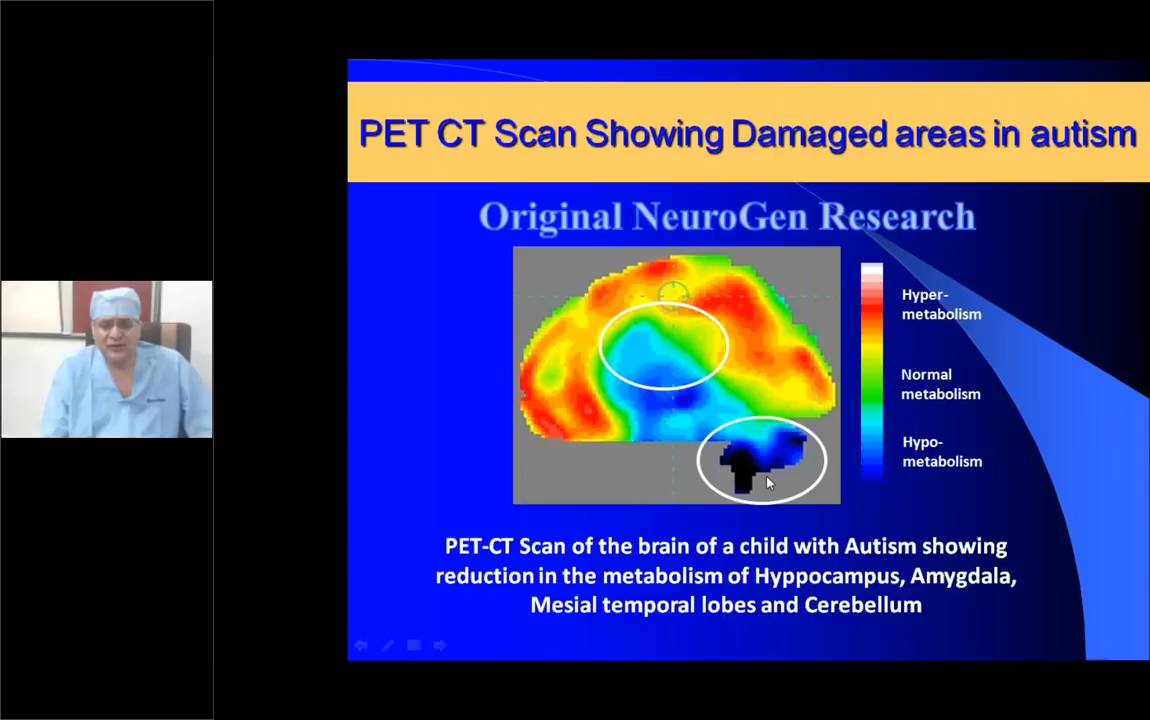 PET CT Scan Showing Damaged areas in autism
Original NeuroGen Research
Hyper-
metabolism
Normal
metabolism
Hypo-
metabolism
PET-CT Scan of the brain of a child with Autism showing
reduction in the metabolism of Hyppocampus, Amygdala,
Mesial temporal lobes and Cerebellum